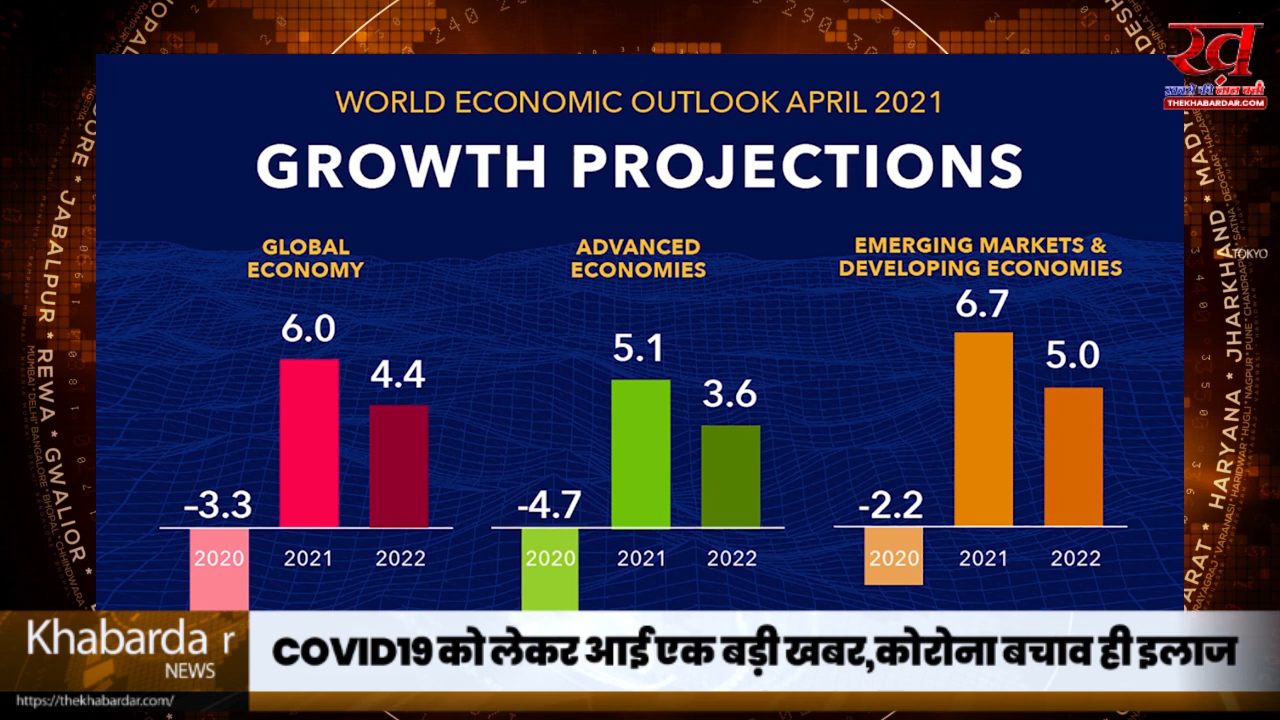 WORLD ECONOMIC OUTLOOK APRIL 2021
GROWTH PROJECTIONS
GLOBAL
ECONOMY
6.0
4.4
-3.3
2020
2021
2022
ADVANCED
ECONOMIES
5.1
3.6
-4.7
2020
2021
2022
EMERGING MARKETS &
DEVELOPING ECONOMIES
6.7
5.0
-2.2
2020
2021
2022
THEKHABARDAR.COM
TOKYO
JABALPUR * REWA * GWALIOR *
HARYANA * JHARKHAND *
Khabarda r
NEWS
https://thekhabardar.com/
COVID19 को लेकर आई एक बड़ी खबर,कोरोना बचाव ही इलाज